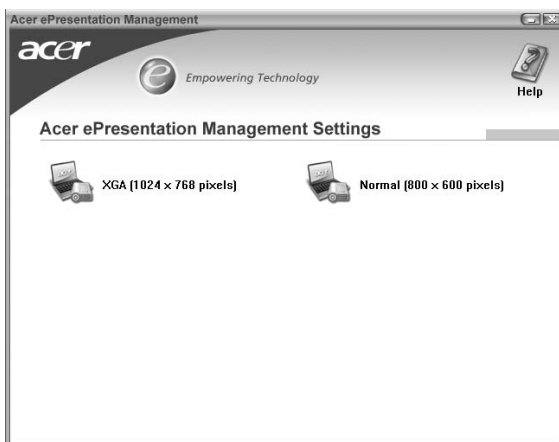 Acer ePresentation Management
acer
e Empowering Technology
Help
Acer ePresentation Management Settings
XGA (1024 x 768 pixels) Normal (800 x 600 pixels)